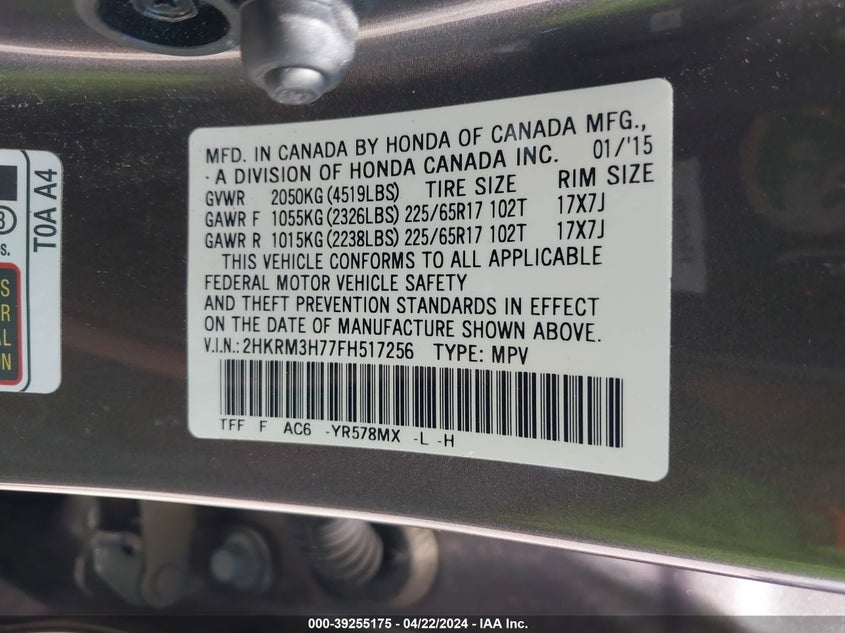 MFD. IN CANADA BY HONDA OF CANADA MFG.,
A DIVISION OF HONDA CANADA INC. 01/'15
GVWR 2050KG(4519LBS) TIRE SIZE RIM SIZE
GAWR F 1055KG(2326LBS) 225/65R17 102T 17X7J
GAWR R 1015KG(2238LBS) 225/65R17 102T 17X7J
THIS VEHICLE CONFORMS TO ALL APPLICABLE
FEDERAL MOTOR VEHICLE SAFETY
AND THEFT PREVENTION STANDARDS IN EFFECT
ON THE DATE OF MANUFACTURE SHOWN ABOVE.
V.I.N.: 2HKRM3H77FH517256 TYPE: MPV
TFF F AC6 -YR578MX -L -H
T0A A4
000-39255175 - 04/22/2024 - IAA Inc.